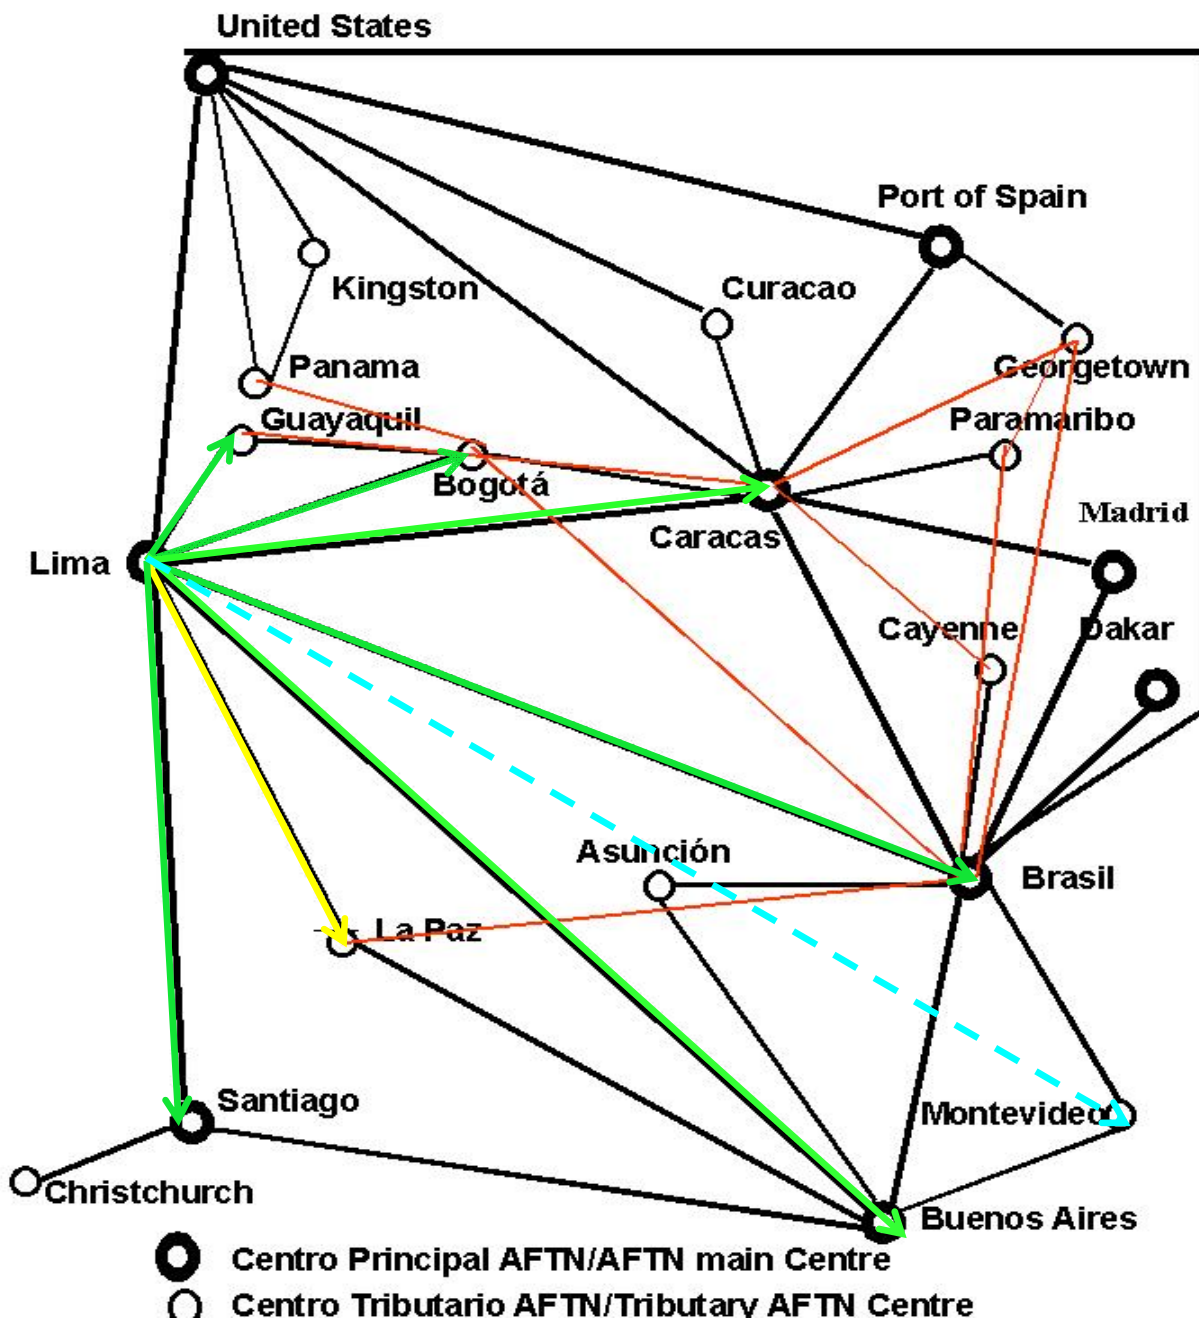 United States
Port of Spain
Kingston
Curacao
Panama
Georgetown
Guayaquil
Paramaribo
Bogotá
Madrid
Caracas
Lima
Cayenne
Dakar
Asunción
Brasil
La Paz
Santiago
Montevideo
Christchurch
Buenos Aires
Centro Principal AFTN/AFTN main Centre
Centro Tributario AFTN/Tributary AFTN Centre